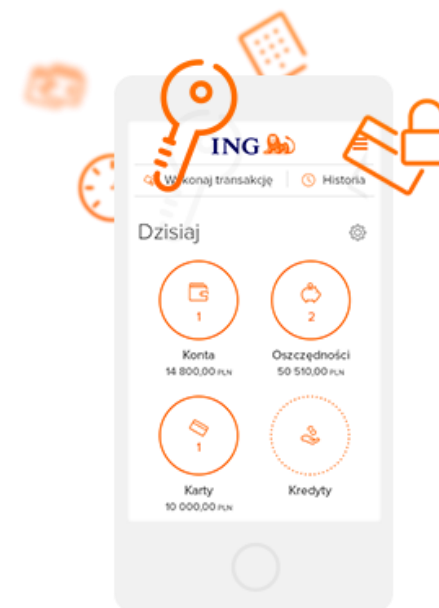 ING
Wykonaj transakcję Historia
Dzisiaj
1 2
Konta Oszczędności
14 800,00 PLN 50 510,00 PLN
1
Karty Kredyty
10 000,00 PLN